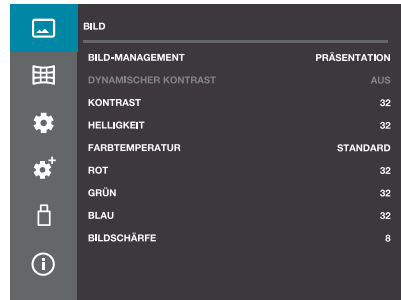 BILD
BILD-MANAGEMENT PRÄSENTATION
DYNAMISCHER KONTRAST AUS
KONTRAST 32
HELLIGKEIT 32
FARBTEMPERATUR STANDARD
ROT 32
GRÜN 32
BLAU 32
BILDSCHÄRFE 8